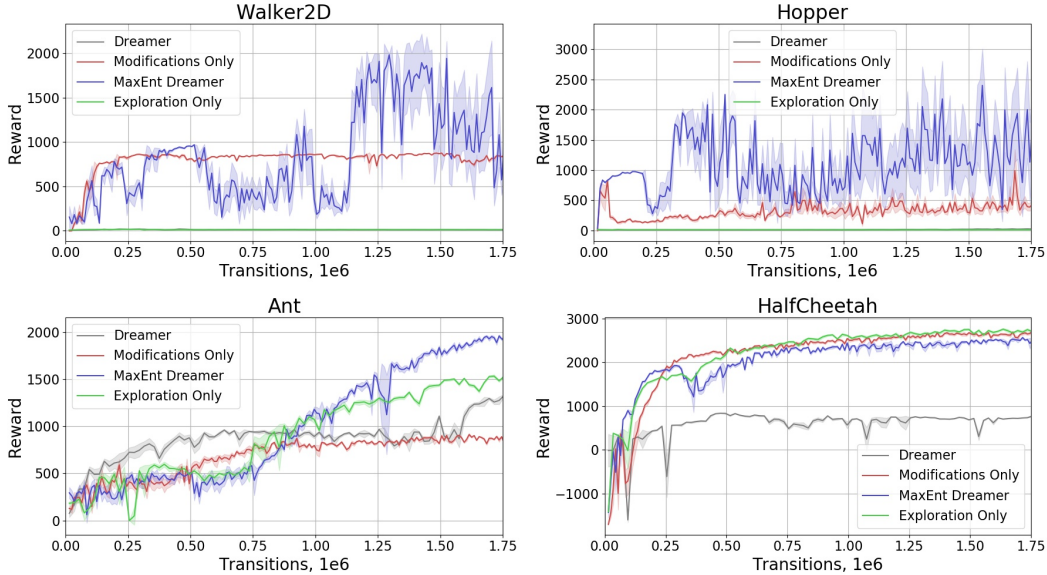 Walker2D
Reward
2000
1500
1000
500
0
Dreamer
Modifications Only
MaxEnt Dreamer
Exploration Only
0.00 0.25 0.50 0.75 1.00 1.25 1.50 1.75
Transitions, 1e6
Hopper
Reward
3000
2500
2000
1500
1000
500
0
Dreamer
Modifications Only
MaxEnt Dreamer
Exploration Only
0.00 0.25 0.50 0.75 1.00 1.25 1.50 1.75
Transitions, 1e6
Ant
Reward
2000
1500
1000
500
0
Dreamer
Modifications Only
MaxEnt Dreamer
Exploration Only
0.00 0.25 0.50 0.75 1.00 1.25 1.50 1.75
Transitions, 1e6
HalfCheetah
Reward
3000
2000
1000
0
−1000
Dreamer
Modifications Only
MaxEnt Dreamer
Exploration Only
0.00 0.25 0.50 0.75 1.00 1.25 1.50 1.75
Transitions, 1e6